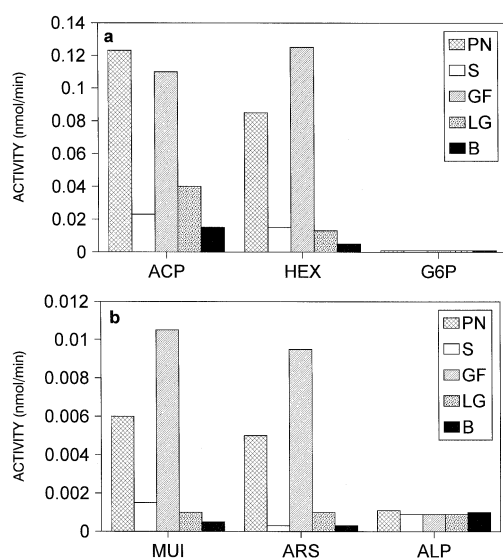 0.14
a
0.12
0.1
0.08
0.06
0.04
0.02
0
ACTIVITY (nmol/min)
PN
S
GF
LG
B
ACP HEX G6P
0.012
b
0.01
0.008
0.006
0.004
0.002
0
ACTIVITY (nmol/min)
PN
S
GF
LG
B
MUI ARS ALP